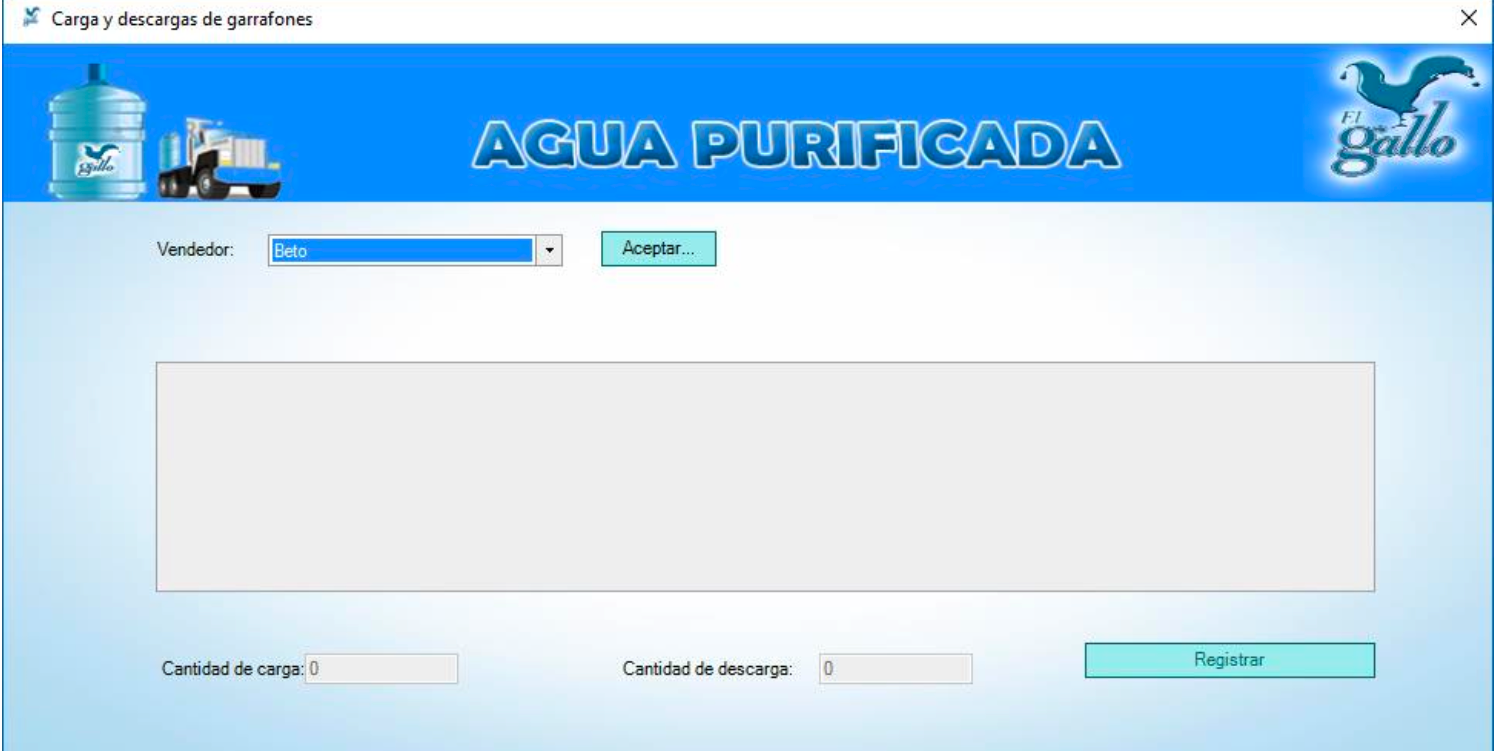 Carga y descargas de garrafones
AGUA PURIFICADA
El gallo
gallo
Vendedor: Beto Aceptar...
Cantidad de carga: 0 Cantidad de descarga: 0 Registrar